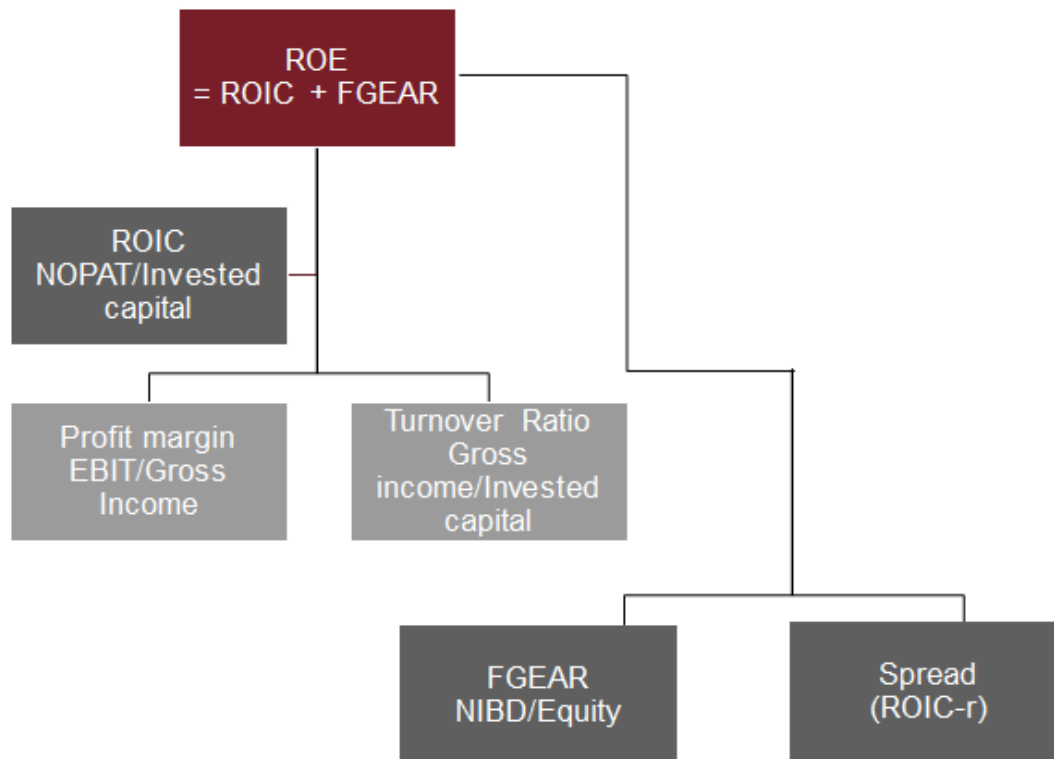 ROE
= ROIC + FGEAR
ROIC
NOPAT/Invested
capital
Profit margin
EBIT/Gross
Income
Turnover Ratio
Gross
income/Invested
capital
FGEAR
NIBD/Equity
Spread
(ROIC-r)